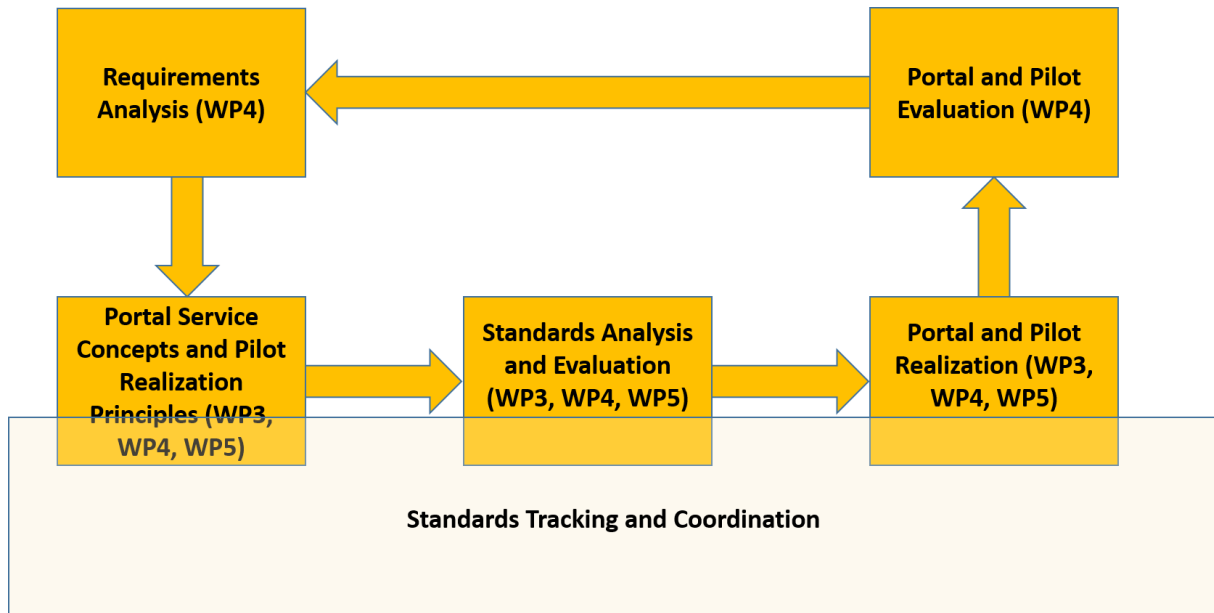 Requirements
Analysis (WP4)
Portal and Pilot
Evaluation (WP4)
Portal Service
Concepts and Pilot
Realization
Principles (WP3,
WP4, WP5)
Standards Analysis
and Evaluation
(WP3, WP4, WP5)
Portal and Pilot
Realization (WP3,
WP4, WP5)
Standards Tracking and Coordination